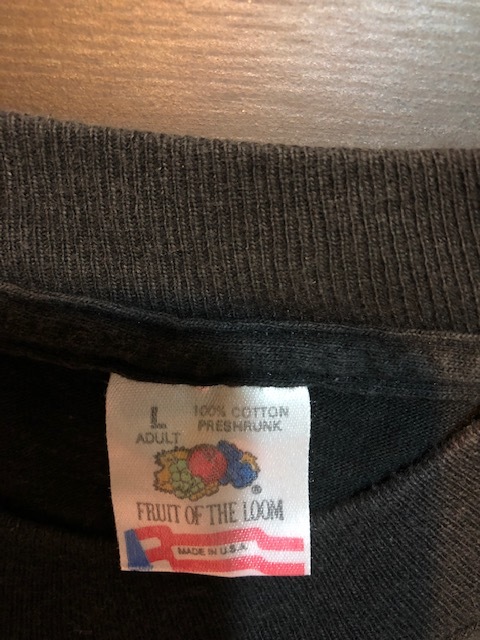 L
ADULT
100% COTTON
PRESHRUNK
®
FRUIT OF THE LOOM
MADE IN U.S.A.